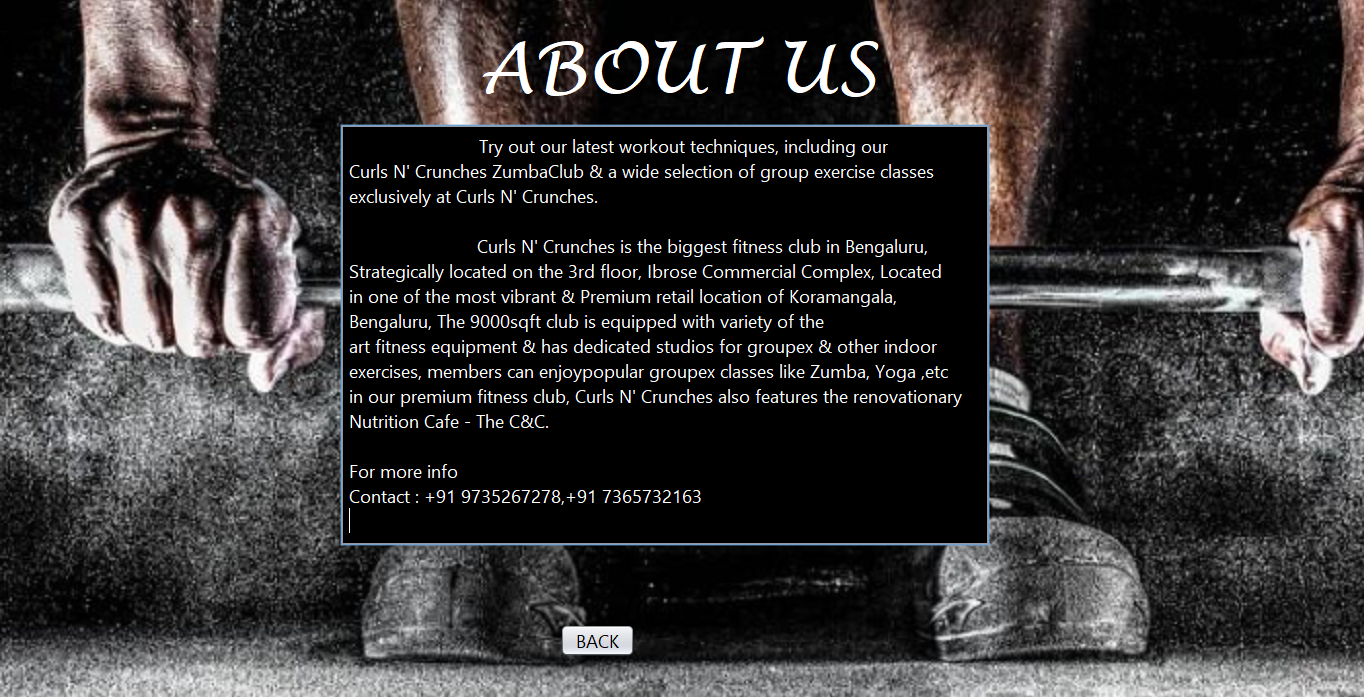 ABOUT US
Try out our latest workout techniques, including our
Curls N' Crunches ZumbaClub & a wide selection of group exercise classes
exclusively at Curls N' Crunches.
Curls N' Crunches is the biggest fitness club in Bengaluru,
Strategically located on the 3rd floor, Ibrose Commercial Complex, Located
in one of the most vibrant & Premium retail location of Koramangala,
Bengaluru, The 9000sqft club is equipped with variety of the
art fitness equipment & has dedicated studios for groupex & other indoor
exercises, members can enjoypopular groupex classes like Zumba, Yoga ,etc
in our premium fitness club, Curls N' Crunches also features the renovationary
Nutrition Cafe - The C&C.
For more info
Contact : +91 9735267278,+91 7365732163
BACK